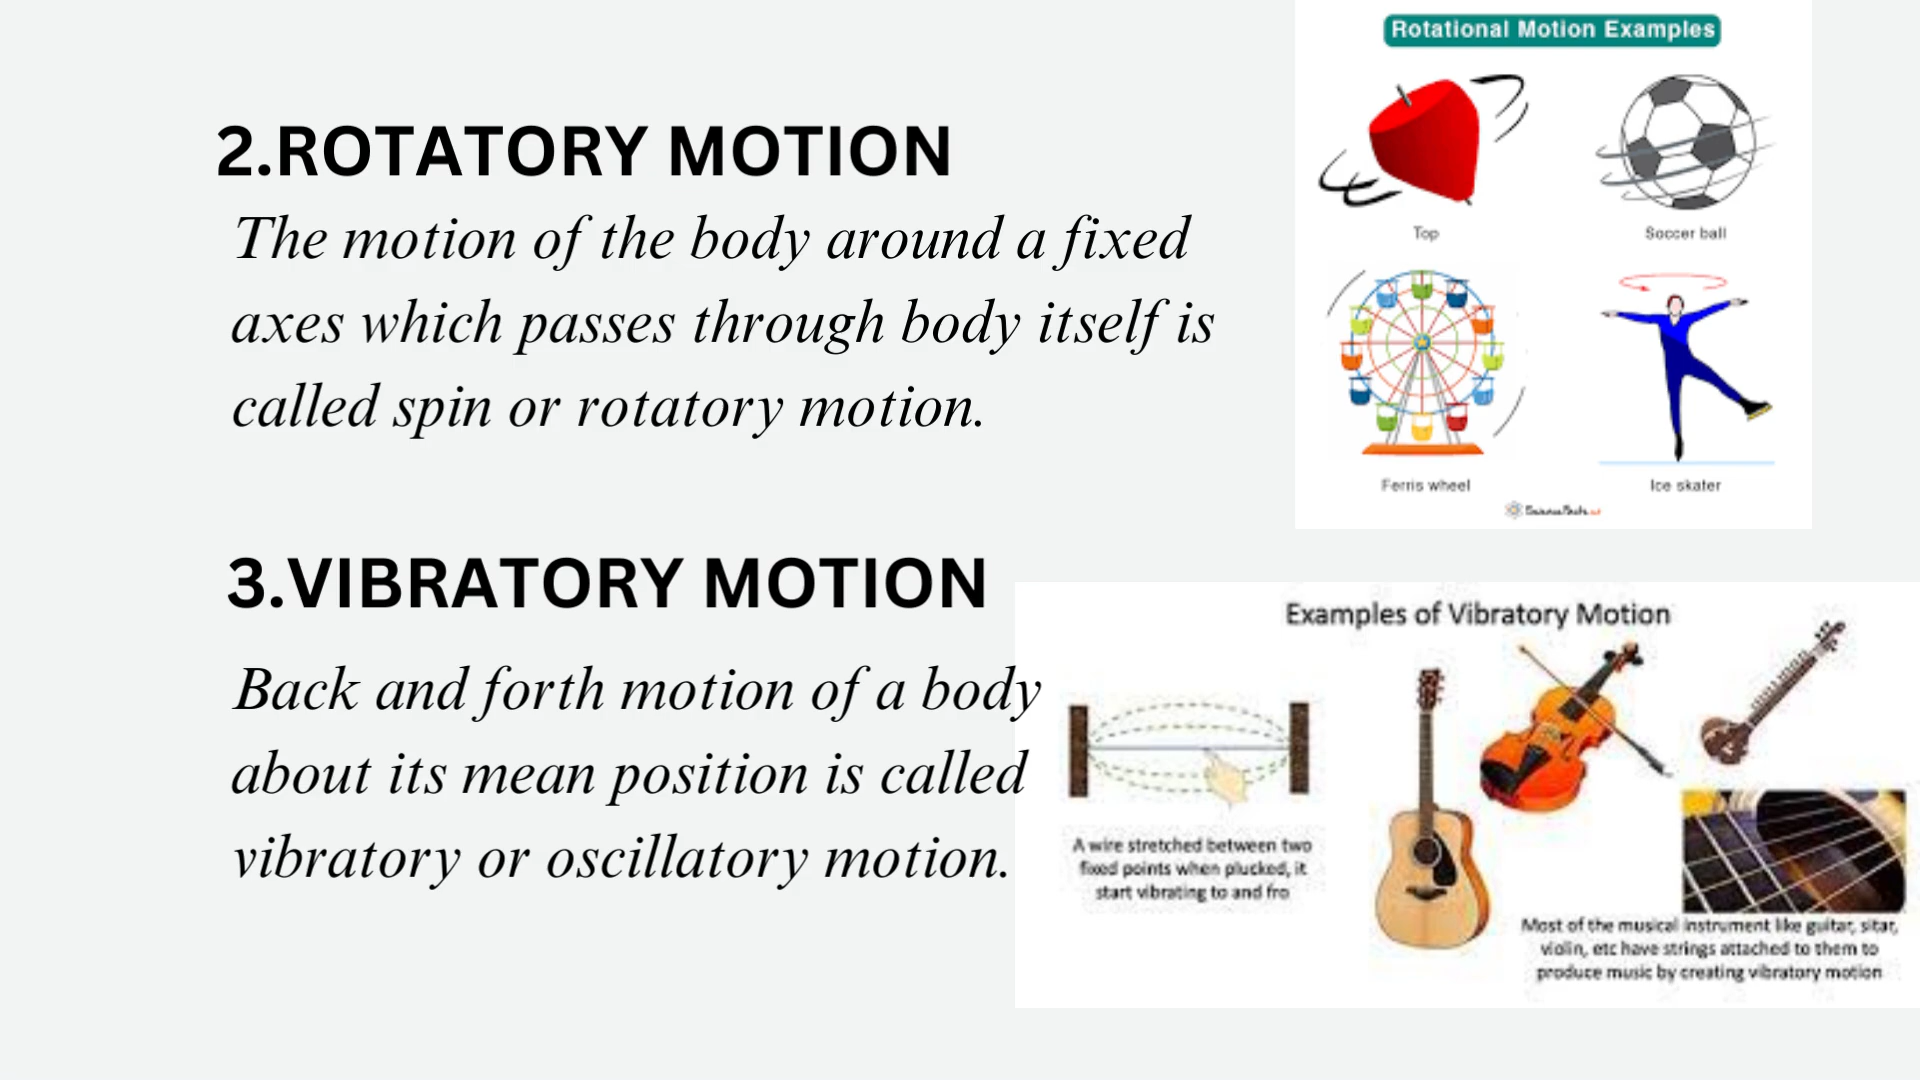 2.ROTATORY MOTION
The motion of the body around a fixed
axes which passes through body itself is
called spin or rotatory motion.
Rotational Motion Examples
Top
Soccer ball
Ferris wheel
Ice skater
3.VIBRATORY MOTION
Back and forth motion of a body
about its mean position is called
vibratory or oscillatory motion.
Examples of Vibratory Motion
A wire stretched between two
fixed points when plucked, it
start vibrating to and fro
Most of the musical instrument like guitar, sitar,
violin, etc have strings attached to them to
produce music by creating vibratory motion